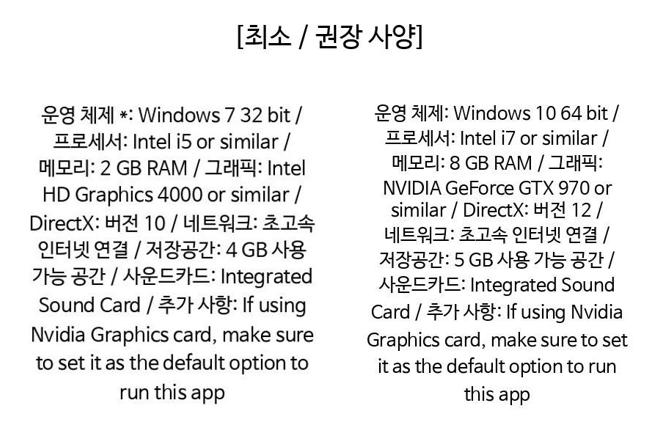 [최소 / 권장 사양]
운영 체제 *: Windows 7 32 bit /
프로세서: Intel i5 or similar /
메모리: 2 GB RAM / 그래픽: Intel
HD Graphics 4000 or similar /
DirectX: 버전 10 / 네트워크: 초고속
인터넷 연결 / 저장공간: 4 GB 사용
가능 공간 / 사운드카드: Integrated
Sound Card / 추가 사항: If using
Nvidia Graphics card, make sure
to set it as the default option to
run this app
운영 체제: Windows 10 64 bit /
프로세서: Intel i7 or similar /
메모리: 8 GB RAM / 그래픽:
NVIDIA GeForce GTX 970 or
similar / DirectX: 버전 12 /
네트워크: 초고속 인터넷 연결 /
저장공간: 5 GB 사용 가능 공간 /
사운드카드: Integrated Sound
Card / 추가 사항: If using Nvidia
Graphics card, make sure to set
it as the default option to run
this app